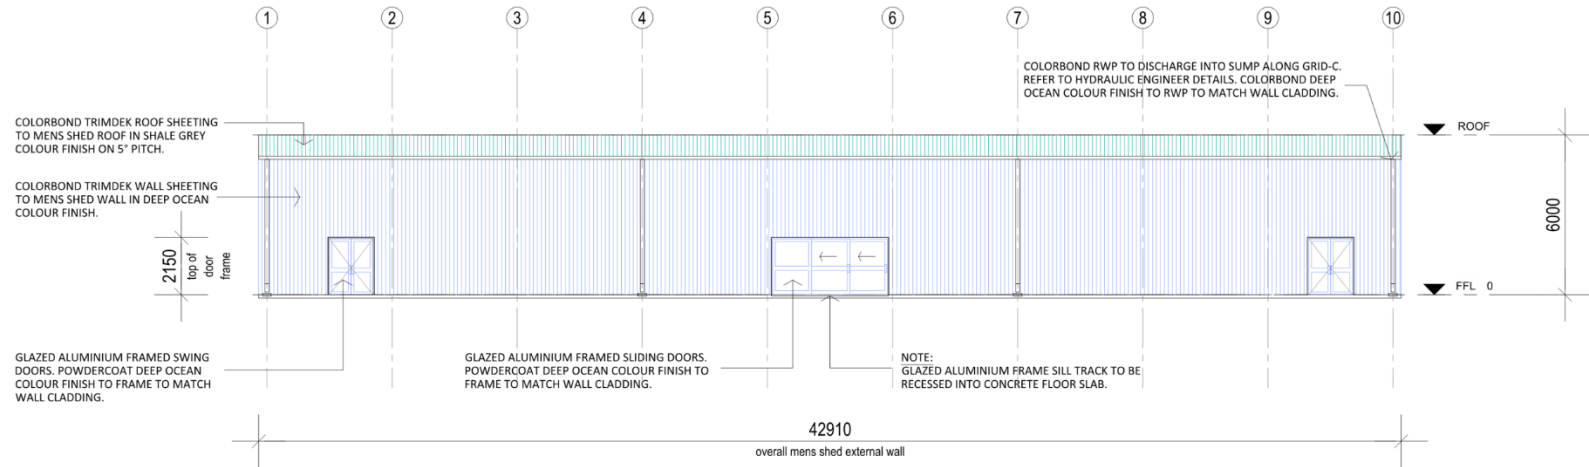 1 2 3 4 5 6 7 8 9 10
COLORBOND RWP TO DISCHARGE INTO SUMP ALONG GRID-C.
REFER TO HYDRAULIC ENGINEER DETAILS. COLORBOND DEEP
OCEAN COLOUR FINISH TO RWP TO MATCH WALL CLADDING.
COLORBOND TRIMDEK ROOF SHEETING
TO MENS SHED ROOF IN SHALE GREY
COLOUR FINISH ON 5° PITCH.
ROOF
COLORBOND TRIMDEK WALL SHEETING
TO MENS SHED WALL IN DEEP OCEAN
COLOUR FINISH.
6000
2150
top of
door
frame
FFL 0
GLAZED ALUMINIUM FRAMED SWING
DOORS. POWDERCOAT DEEP OCEAN
COLOUR FINISH TO FRAME TO MATCH
WALL CLADDING.
GLAZED ALUMINIUM FRAMED SLIDING DOORS.
POWDERCOAT DEEP OCEAN COLOUR FINISH TO
FRAME TO MATCH WALL CLADDING.
NOTE:
GLAZED ALUMINIUM FRAME SILL TRACK TO BE
RECESSED INTO CONCRETE FLOOR SLAB.
42910
overall mens shed external wall